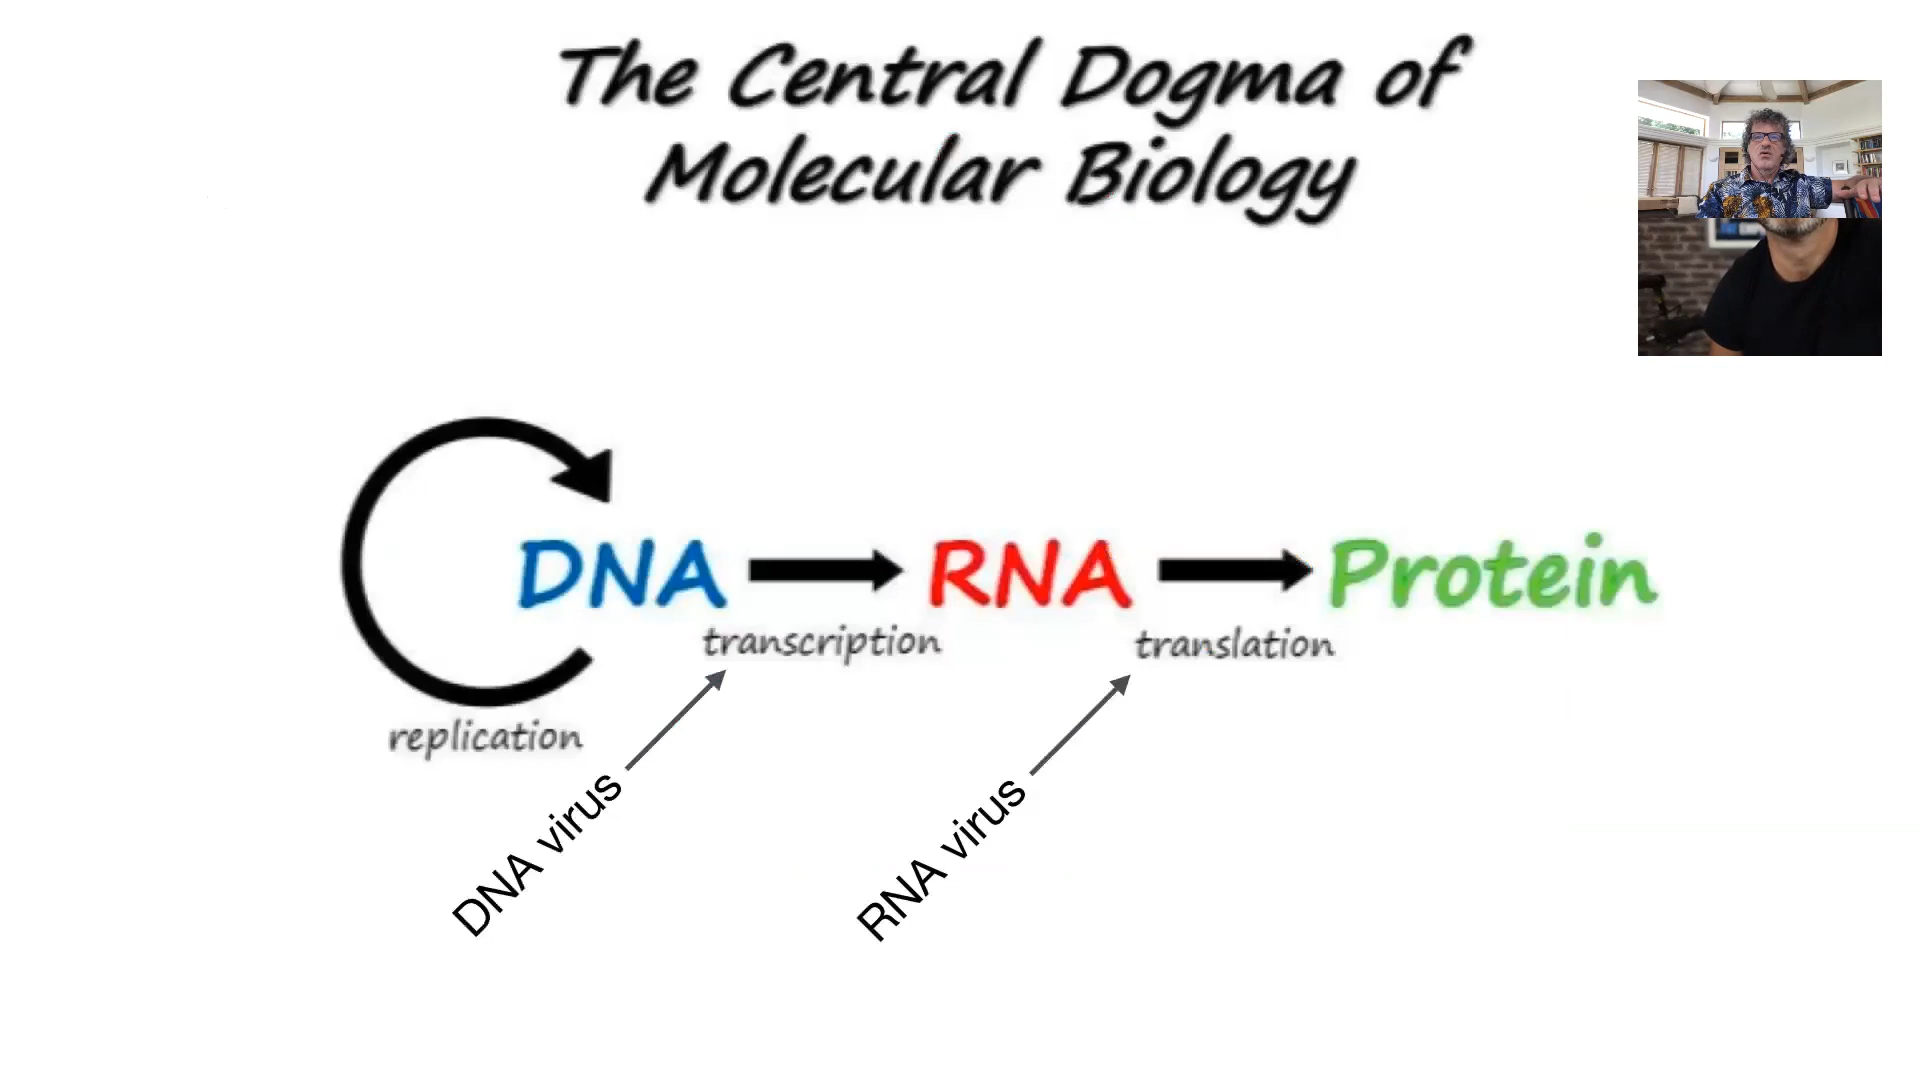 The Central Dogma of
Molecular Biology
DNA
RNA
Protein
transcription
translation
replication
DNA virus
RNA virus